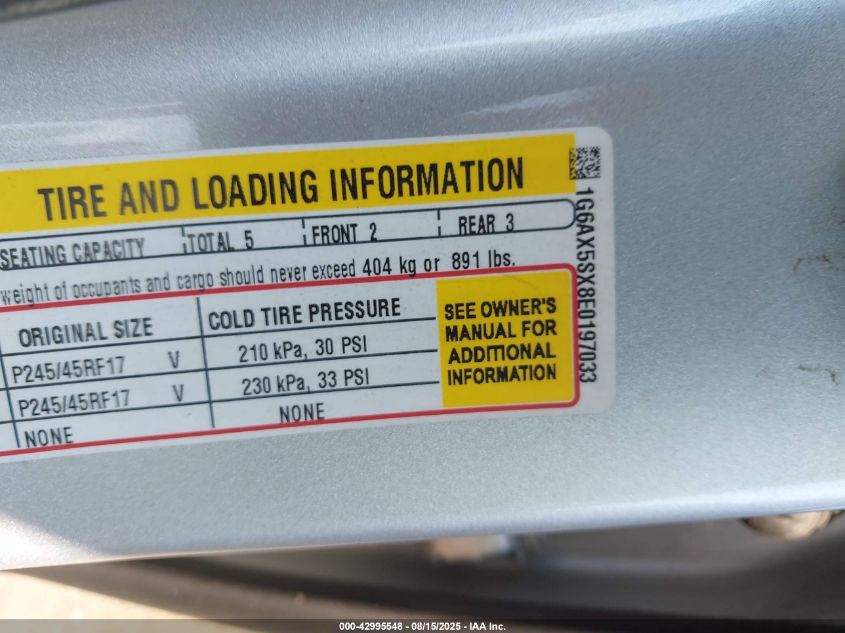 TIRE AND LOADING INFORMATION
SEATING CAPACITY TOTAL 5 FRONT 2 REAR 3
weight of occupants and cargo should never exceed 404 kg or 891 lbs.
ORIGINAL SIZE COLD TIRE PRESSURE
P245/45RF17 V 210 kPa, 30 PSI
P245/45RF17 V 230 kPa, 33 PSI
NONE NONE
SEE OWNER'S
MANUAL FOR
ADDITIONAL
INFORMATION
1G6AX5SX8E0197033
000-42995548 - 08/15/2025 - IAA Inc.